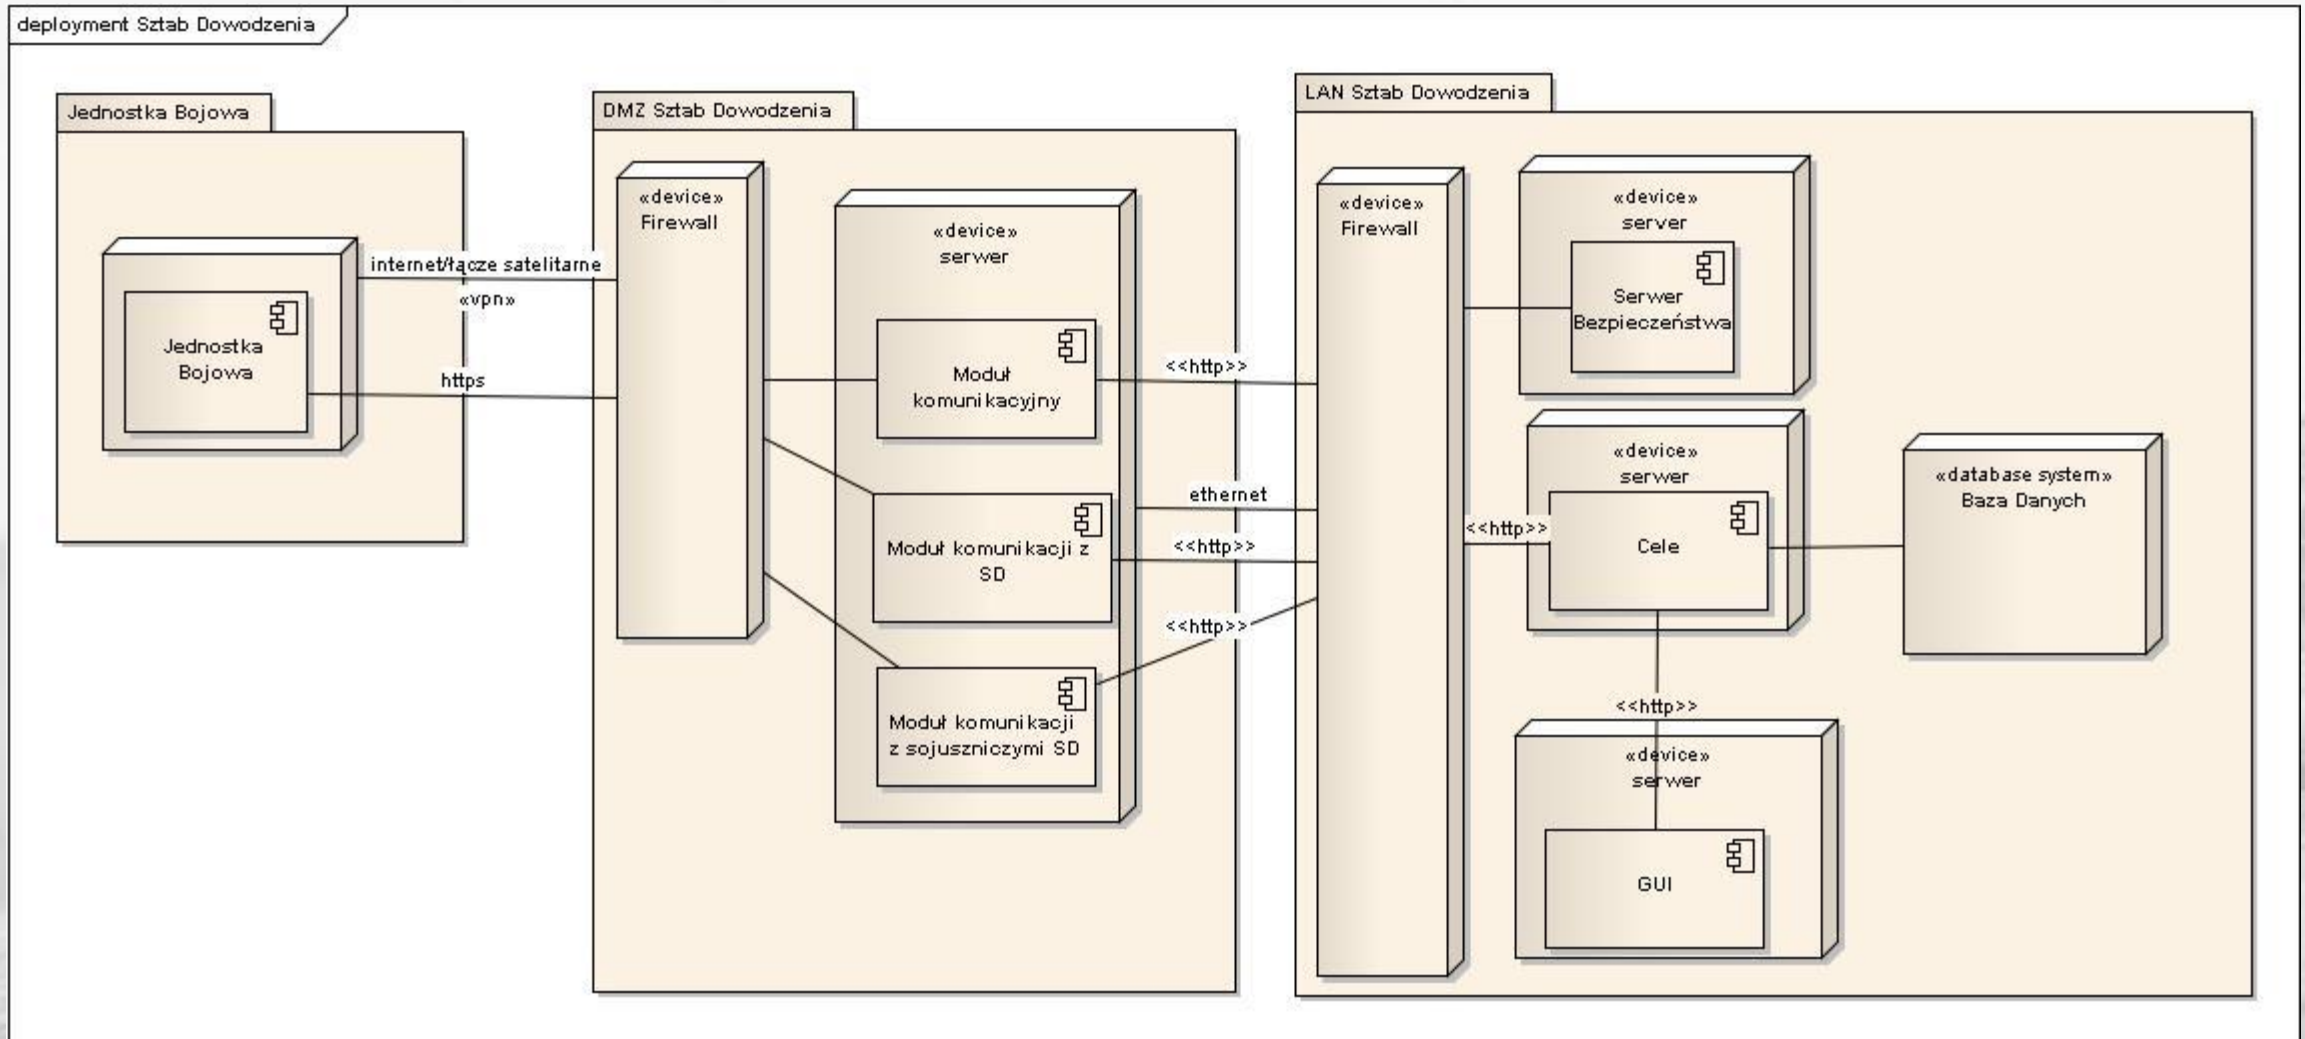 deployment Sztab Dowodzenia
Jednostka Bojowa
Jednostka
Bojowa
internet/łącze satelitarne
«vpn»
https
DMZ Sztab Dowodzenia
«device»
Firewall
«device»
serwer
Moduł
komunikacyjny
Moduł komunikacji z
SD
Moduł komunikacji
z sojuszniczymi SD
<<http>>
ethernet
<<http>>
<<http>>
LAN Sztab Dowodzenia
«device»
Firewall
«device»
server
Serwer
Bezpieczeństwa
«device»
serwer
<<http>>
Cele
«database system»
Baza Danych
<<http>>
«device»
serwer
GUI